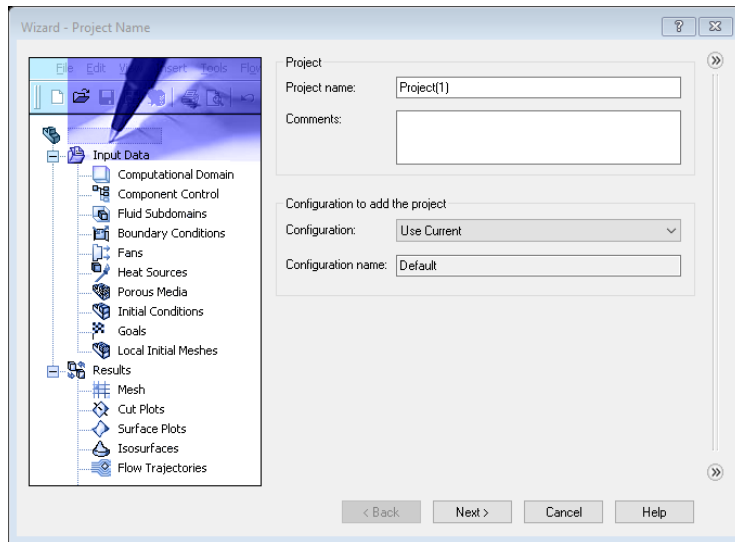 Wizard - Project Name
File Edit View Insert Tools Flow
Input Data
Computational Domain
Component Control
Fluid Subdomains
Boundary Conditions
Fans
Heat Sources
Porous Media
Initial Conditions
Goals
Local Initial Meshes
Results
Mesh
Cut Plots
Surface Plots
Isosurfaces
Flow Trajectories
Project
Project name: Project(1)
Comments:
Configuration to add the project
Configuration: Use Current
Configuration name: Default
< Back Next > Cancel Help